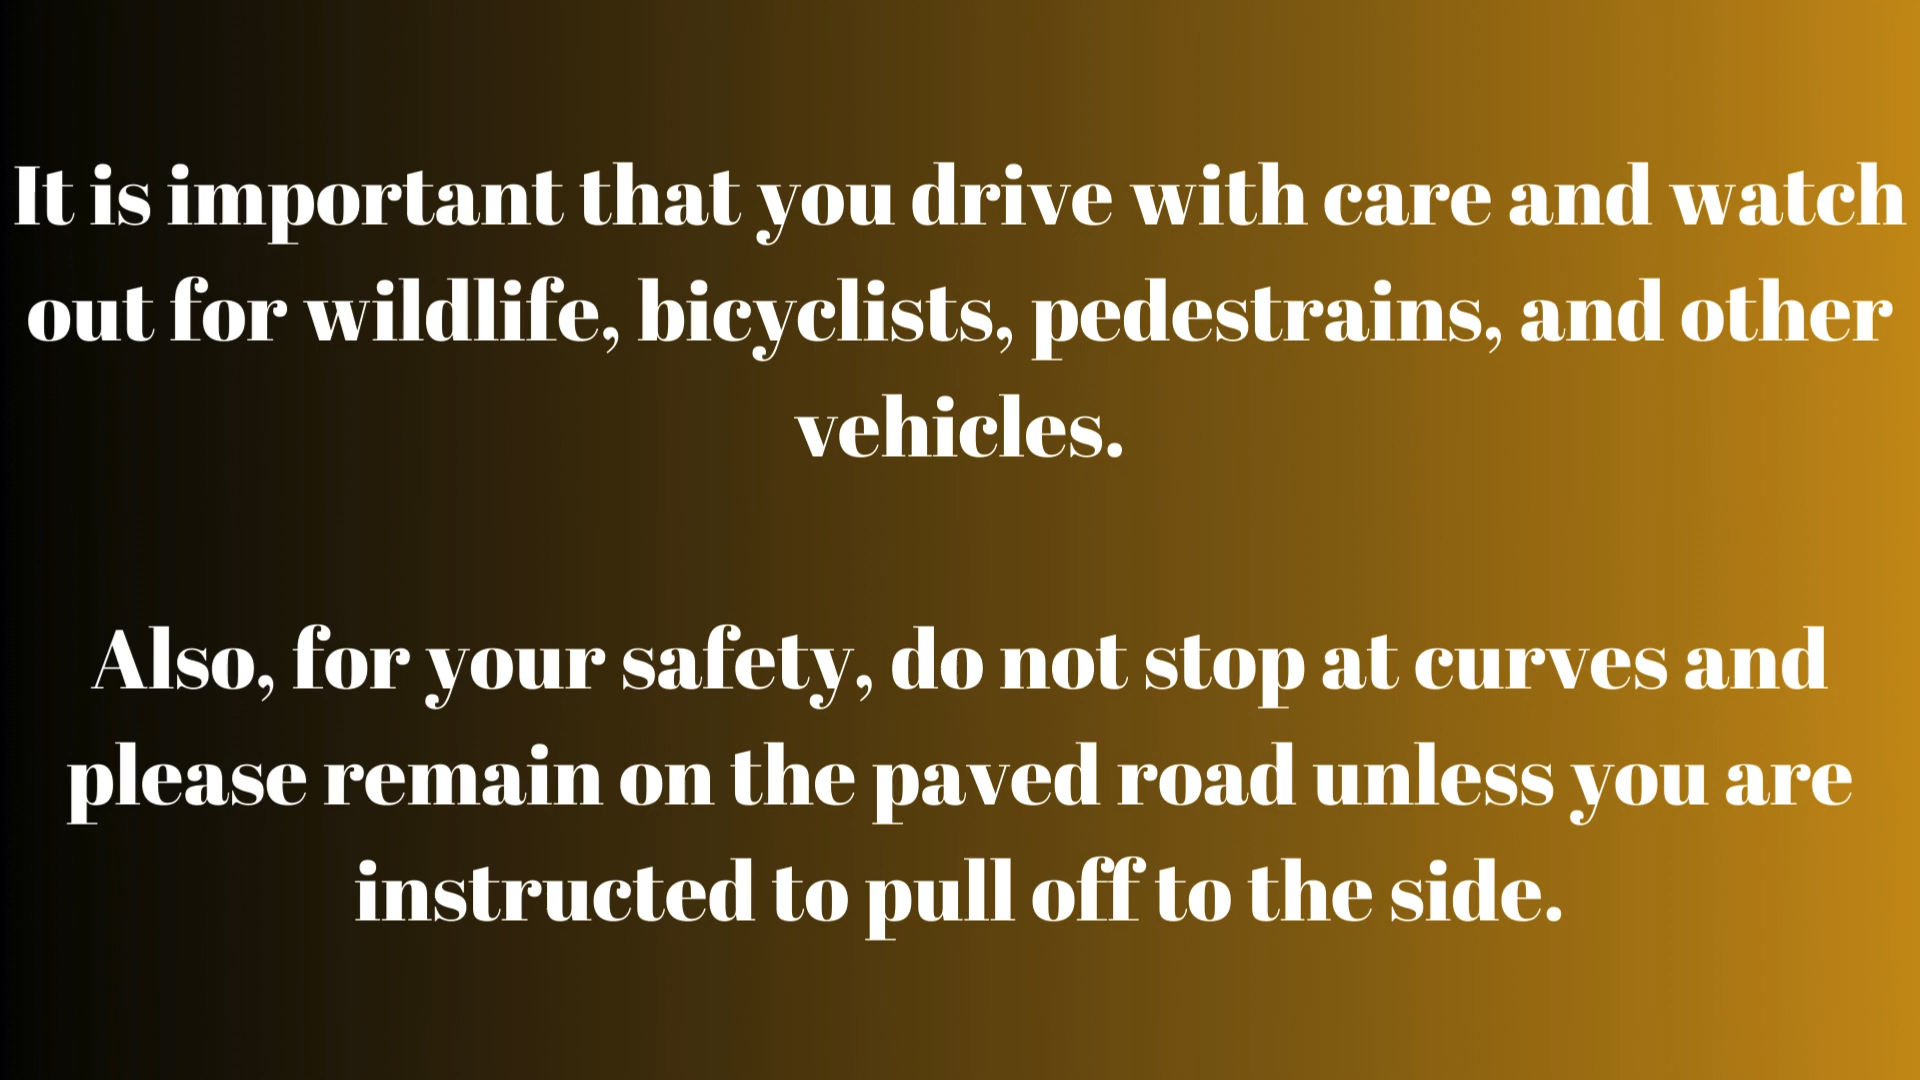 It is important that you drive with care and watch
out for wildlife, bicyclists, pedestrains, and other
vehicles.
Also, for your safety, do not stop at curves and
please remain on the paved road unless you are
instructed to pull off to the side.